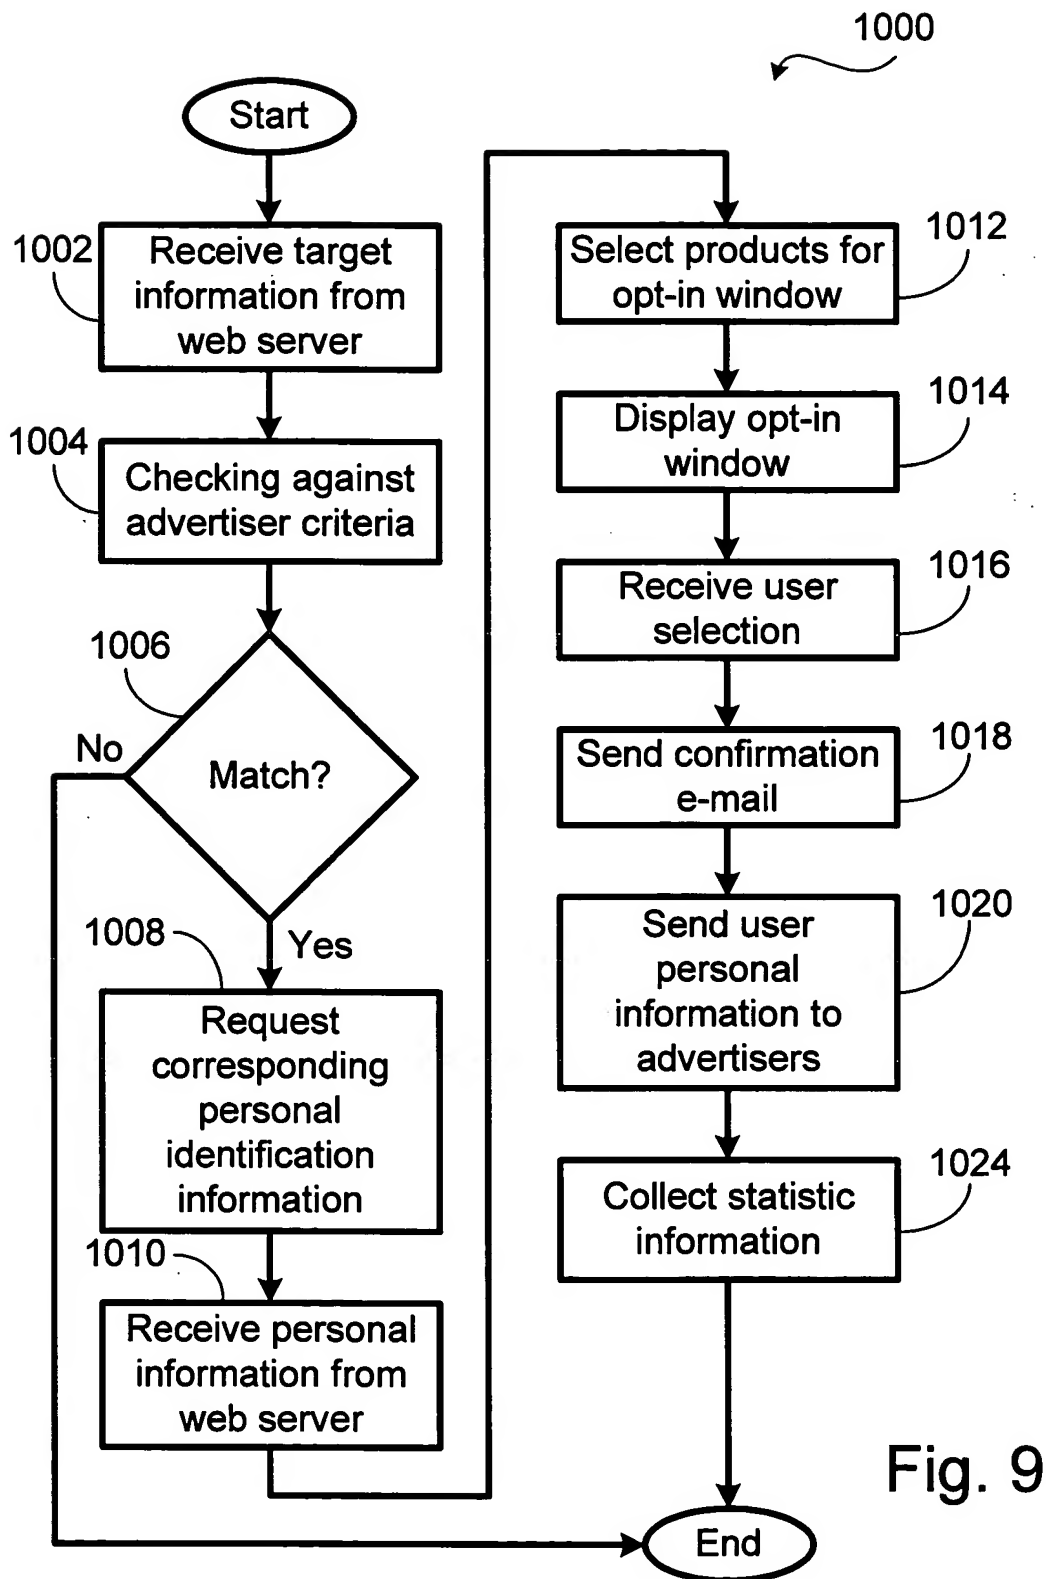 1000
Start
1002
Receive target
information from
web server
1004
Checking against
advertiser criteria
1006
No
Match?
Yes
1008
Request
corresponding
personal
identification
information
1010
Receive personal
information from
web server
1012
Select products for
opt-in window
1014
Display opt-in
window
1016
Receive user
selection
1018
Send confirmation
e-mail
1020
Send user
personal
information to
advertisers
1024
Collect statistic
information
End
Fig. 9